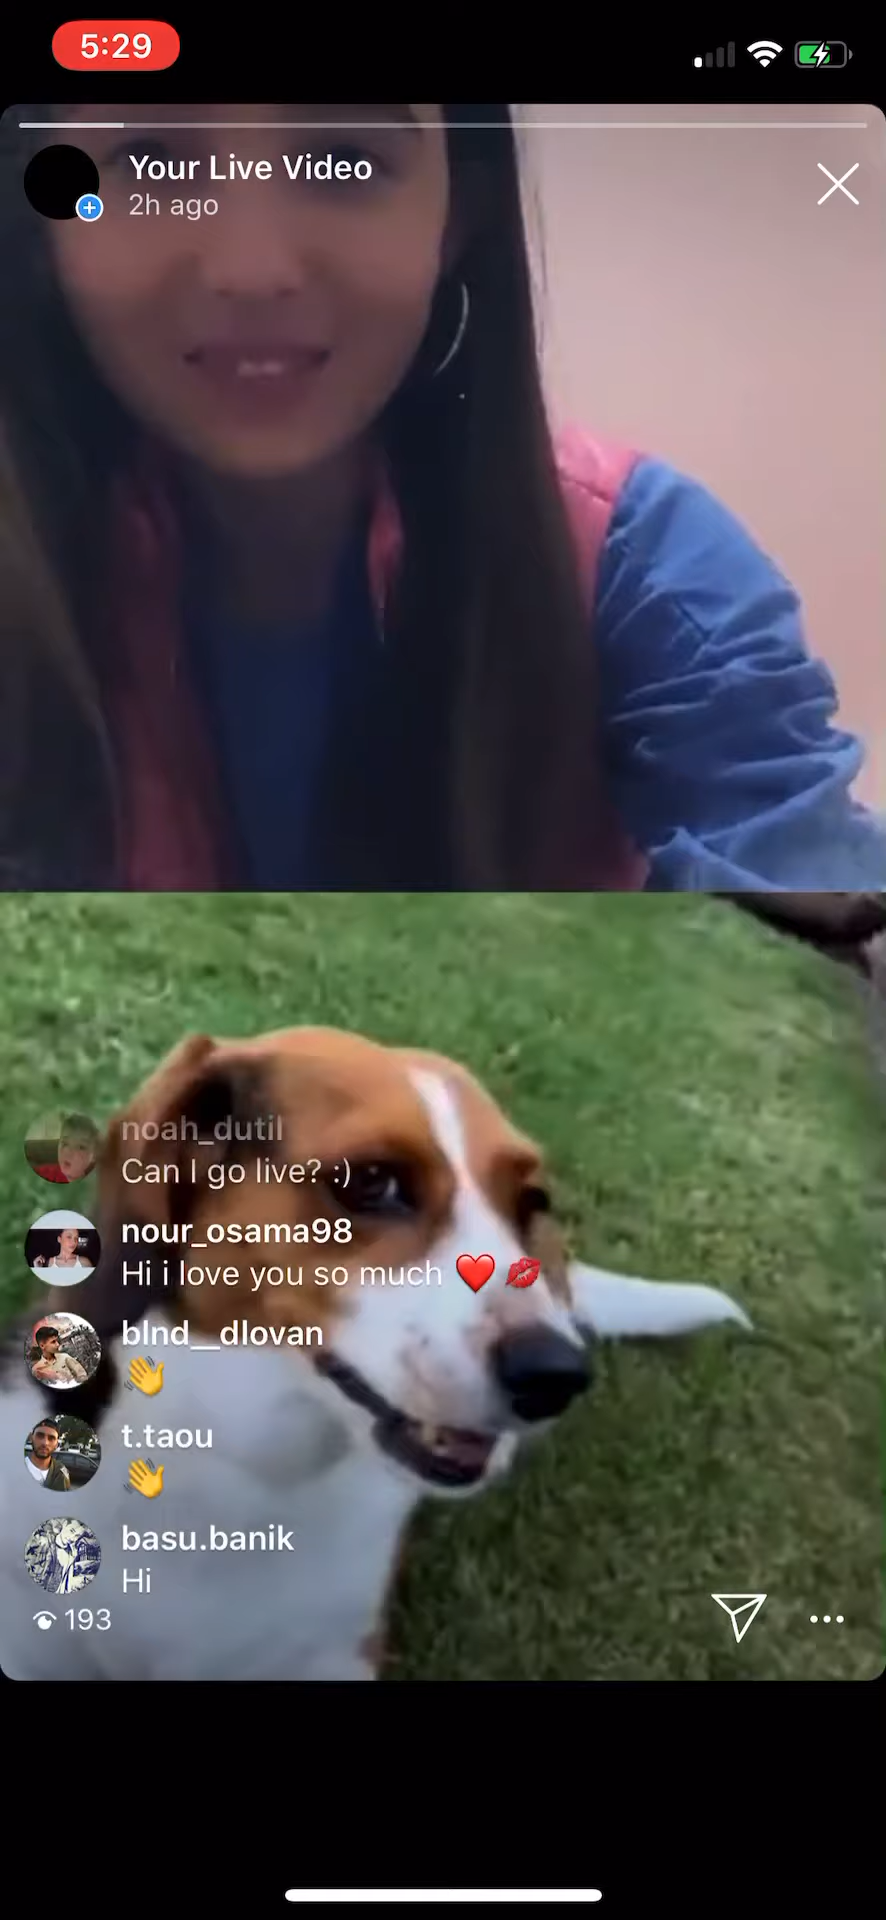 5:29
Your Live Video
2h ago
noah_dutil
Can I go live? :)
nour_osama98
Hi i love you so much ❤️ 💋
blnd__dlovan
👋
t.taou
👋
basu.banik
Hi
193